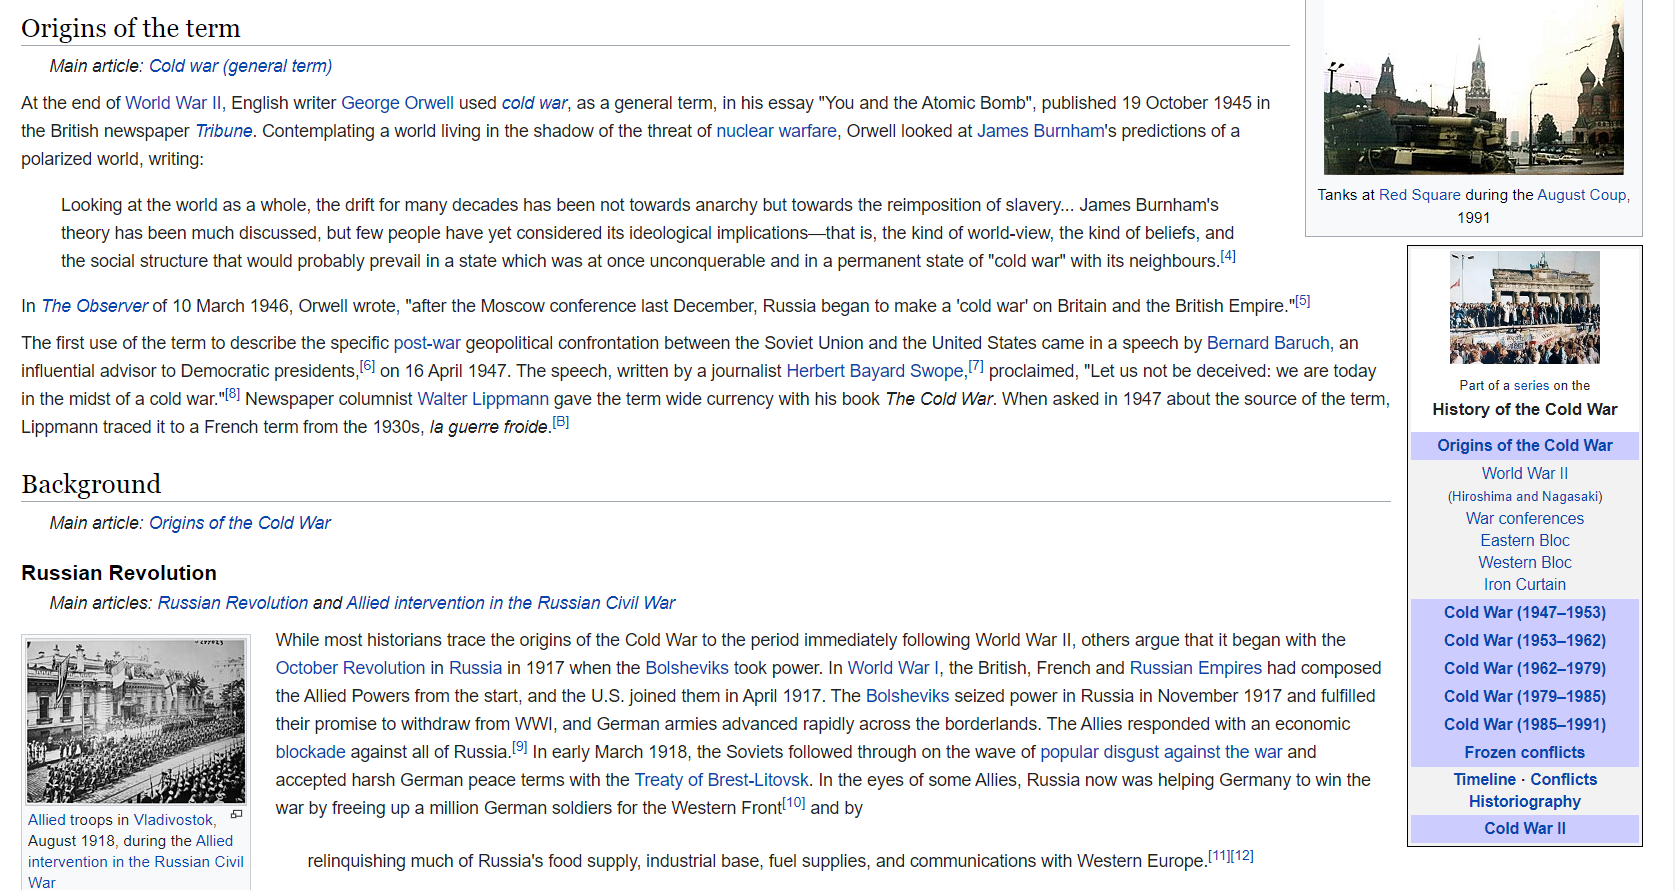 Origins of the term
Main article: Cold war (general term)
At the end of World War II, English writer George Orwell used cold war, as a general term, in his essay "You and the Atomic Bomb", published 19 October 1945 in
the British newspaper Tribune. Contemplating a world living in the shadow of the threat of nuclear warfare, Orwell looked at James Burnham's predictions of a
polarized world, writing:
Looking at the world as a whole, the drift for many decades has been not towards anarchy but towards the reimposition of slavery... James Burnham's
theory has been much discussed, but few people have yet considered its ideological implications—that is, the kind of world-view, the kind of beliefs, and
the social structure that would probably prevail in a state which was at once unconquerable and in a permanent state of "cold war" with its neighbours.[4]
In The Observer of 10 March 1946, Orwell wrote, "after the Moscow conference last December, Russia began to make a 'cold war' on Britain and the British Empire."[5]
The first use of the term to describe the specific post-war geopolitical confrontation between the Soviet Union and the United States came in a speech by Bernard Baruch, an
influential advisor to Democratic presidents,[6] on 16 April 1947. The speech, written by a journalist Herbert Bayard Swope,[7] proclaimed, "Let us not be deceived: we are today
in the midst of a cold war."[8] Newspaper columnist Walter Lippmann gave the term wide currency with his book The Cold War. When asked in 1947 about the source of the term,
Lippmann traced it to a French term from the 1930s, la guerre froide.[B]
Background
Main article: Origins of the Cold War
Russian Revolution
Main articles: Russian Revolution and Allied intervention in the Russian Civil War
While most historians trace the origins of the Cold War to the period immediately following World War II, others argue that it began with the
October Revolution in Russia in 1917 when the Bolsheviks took power. In World War I, the British, French and Russian Empires had composed
the Allied Powers from the start, and the U.S. joined them in April 1917. The Bolsheviks seized power in Russia in November 1917 and fulfilled
their promise to withdraw from WWI, and German armies advanced rapidly across the borderlands. The Allies responded with an economic
blockade against all of Russia.[9] In early March 1918, the Soviets followed through on the wave of popular disgust against the war and
accepted harsh German peace terms with the Treaty of Brest-Litovsk. In the eyes of some Allies, Russia now was helping Germany to win the
war by freeing up a million German soldiers for the Western Front[10] and by
relinquishing much of Russia's food supply, industrial base, fuel supplies, and communications with Western Europe.[11][12]
Allied troops in Vladivostok,
August 1918, during the Allied
intervention in the Russian Civil
War
Tanks at Red Square during the August Coup,
1991
Part of a series on the
History of the Cold War
Origins of the Cold War
World War II
(Hiroshima and Nagasaki)
War conferences
Eastern Bloc
Western Bloc
Iron Curtain
Cold War (1947–1953)
Cold War (1953–1962)
Cold War (1962–1979)
Cold War (1979–1985)
Cold War (1985–1991)
Frozen conflicts
Timeline · Conflicts
Historiography
Cold War II